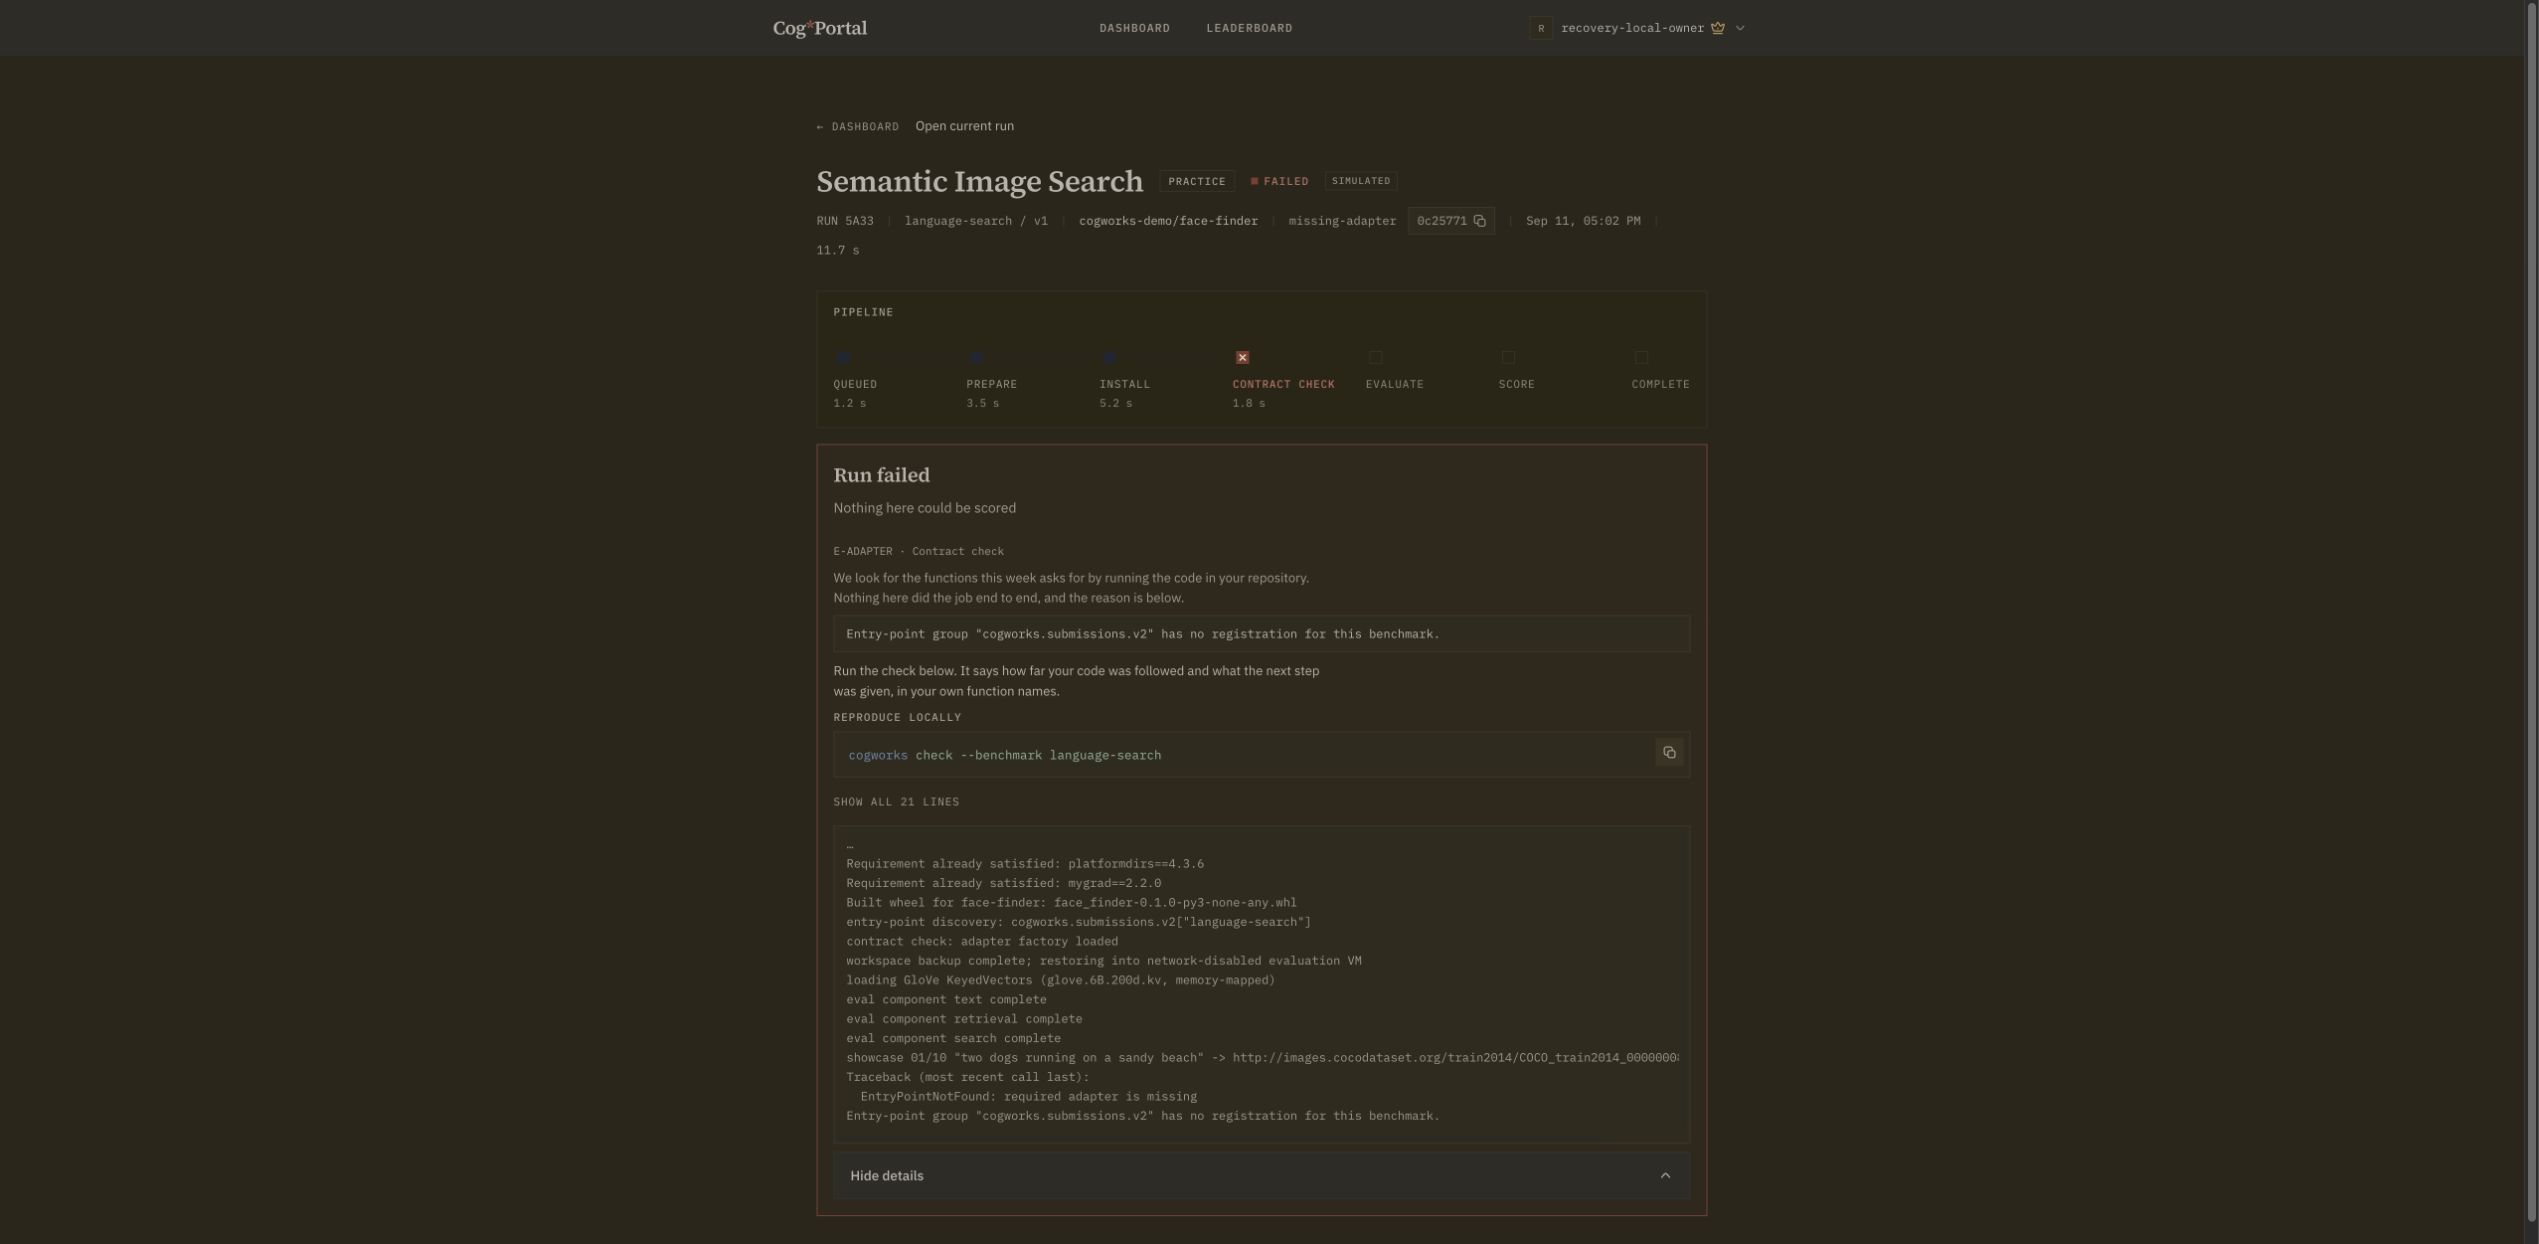 Cog*Portal
DASHBOARD
LEADERBOARD
R
recovery-local-owner
← DASHBOARD Open current run
Semantic Image Search PRACTICE FAILED SIMULATED
RUN 5A33 | language-search / v1 | cogworks-demo/face-finder | missing-adapter 0c25771 | Sep 11, 05:02 PM |
11.7 s
PIPELINE
QUEUED PREPARE INSTALL CONTRACT CHECK EVALUATE SCORE COMPLETE
1.2 s 3.5 s 5.2 s 1.8 s
Run failed
Nothing here could be scored
E-ADAPTER · Contract check
We look for the functions this week asks for by running the code in your repository.
Nothing here did the job end to end, and the reason is below.
Entry-point group "cogworks.submissions.v2" has no registration for this benchmark.
Run the check below. It says how far your code was followed and what the next step
was given, in your own function names.
REPRODUCE LOCALLY
cogworks check --benchmark language-search
SHOW ALL 21 LINES
…
Requirement already satisfied: platformdirs==4.3.6
Requirement already satisfied: mygrad==2.2.0
Built wheel for face-finder: face_finder-0.1.0-py3-none-any.whl
entry-point discovery: cogworks.submissions.v2["language-search"]
contract check: adapter factory loaded
workspace backup complete; restoring into network-disabled evaluation VM
loading GloVe KeyedVectors (glove.6B.200d.kv, memory-mapped)
eval component text complete
eval component retrieval complete
eval component search complete
showcase 01/10 "two dogs running on a sandy beach" -> http://images.cocodataset.org/train2014/COCO_train2014_0000000
Traceback (most recent call last):
EntryPointNotFound: required adapter is missing
Entry-point group "cogworks.submissions.v2" has no registration for this benchmark.
Hide details